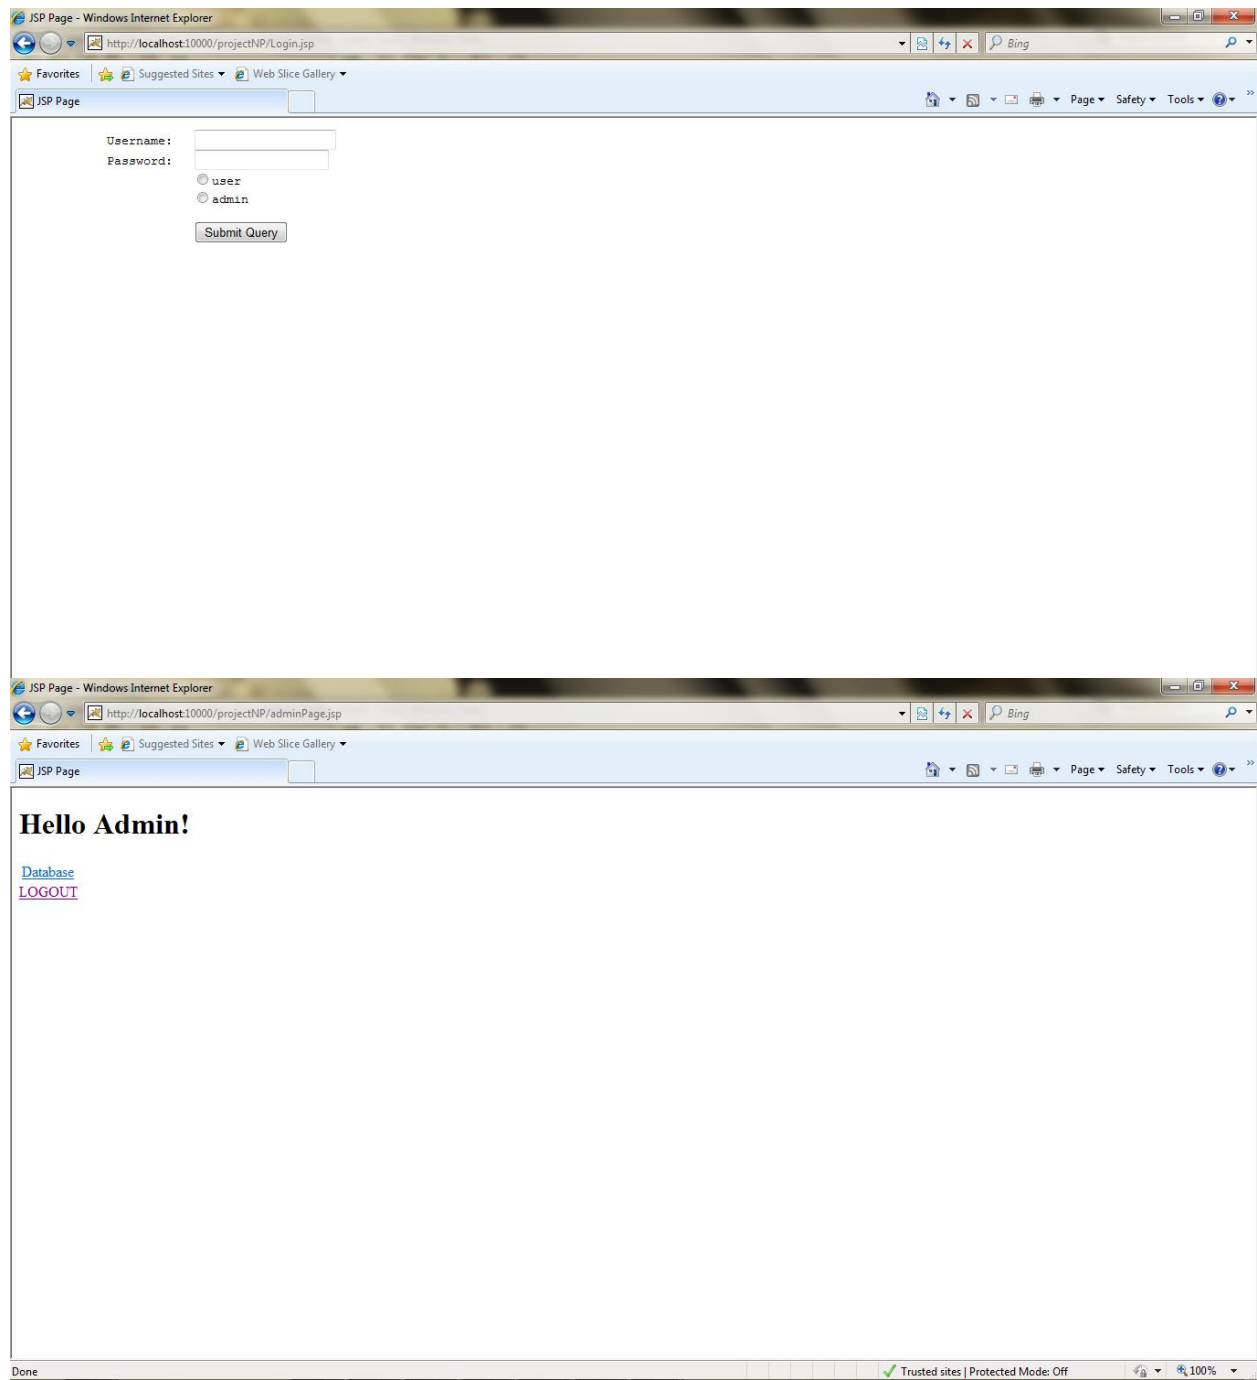 JSP Page - Windows Internet Explorer
http://localhost:10000/projectNP/Login.jsp
Bing
Favorites Suggested Sites Web Slice Gallery
JSP Page
Page Safety Tools
Username:
Password:
user
admin
Submit Query
JSP Page - Windows Internet Explorer
http://localhost:10000/projectNP/adminPage.jsp
Bing
Favorites Suggested Sites Web Slice Gallery
JSP Page
Page Safety Tools
Hello Admin!
Database
LOGOUT
Done Trusted sites | Protected Mode: Off 100%